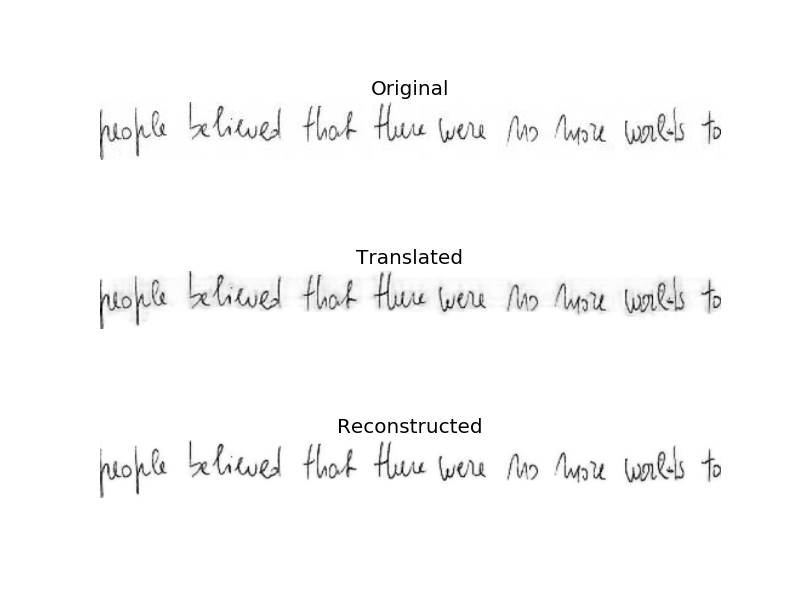 Original
people believed that there were no more worlds to
Translated
people believed that there were no more worlds to
Reconstructed
people believed that there were no more worlds to